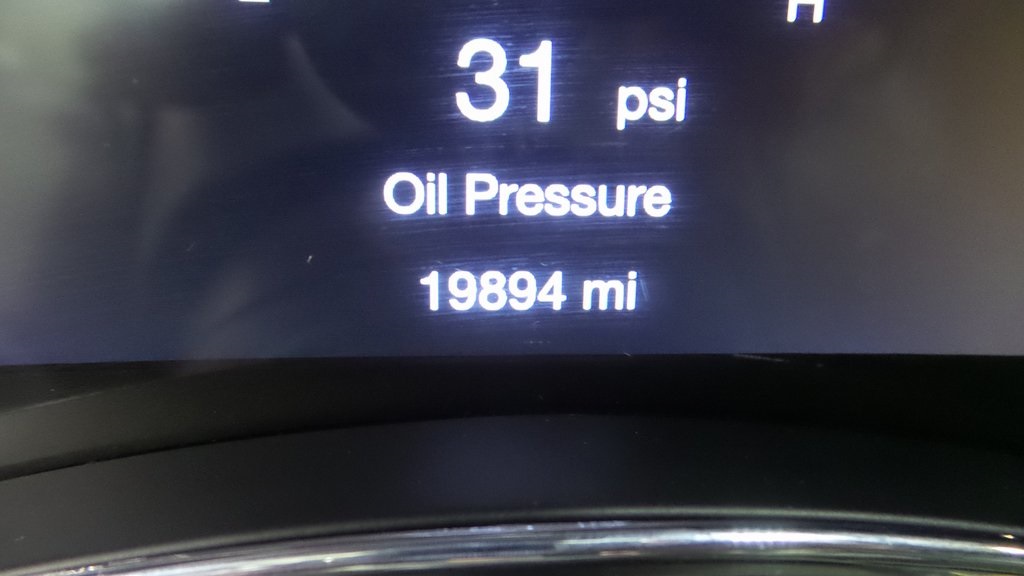 H
31 psi
Oil Pressure
19894 mi